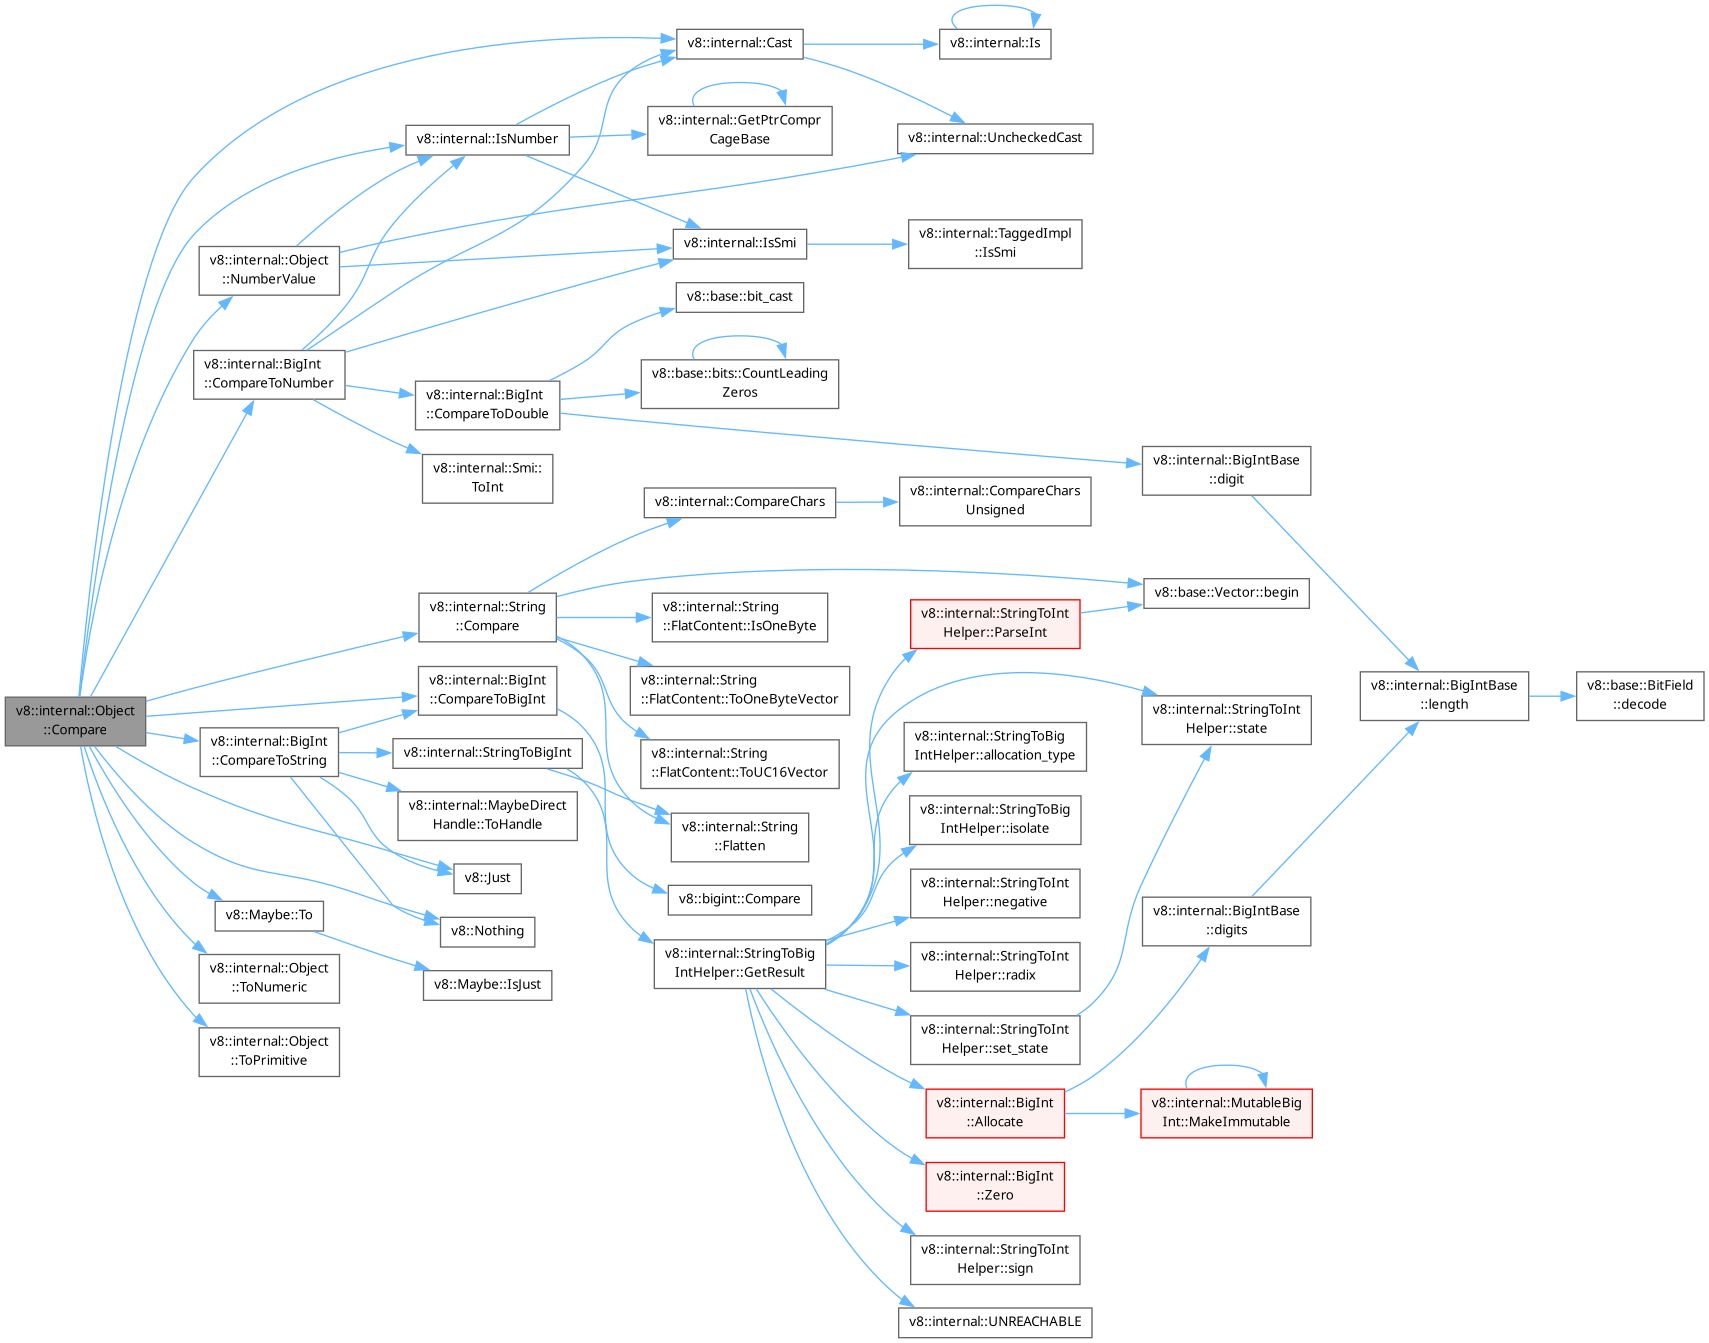 v8::internal::Object
::Compare
v8::internal::Cast
v8::internal::Is
v8::internal::UncheckedCast
v8::internal::IsNumber
v8::internal::GetPtrCompr
CageBase
v8::internal::IsSmi
v8::internal::TaggedImpl
::IsSmi
v8::internal::Object
::NumberValue
v8::internal::BigInt
::CompareToNumber
v8::internal::BigInt
::CompareToDouble
v8::base::bit_cast
v8::base::bits::CountLeading
Zeros
v8::internal::BigIntBase
::digit
v8::internal::BigIntBase
::length
v8::base::BitField
::decode
v8::internal::Smi::
ToInt
v8::internal::String
::Compare
v8::internal::CompareChars
v8::internal::CompareChars
Unsigned
v8::base::Vector::begin
v8::internal::String
::FlatContent::IsOneByte
v8::internal::String
::FlatContent::ToOneByteVector
v8::internal::String
::FlatContent::ToUC16Vector
v8::internal::String
::Flatten
v8::internal::BigInt
::CompareToBigInt
v8::bigint::Compare
v8::internal::BigInt
::CompareToString
v8::internal::StringToBigInt
v8::internal::StringToBig
IntHelper::GetResult
v8::internal::StringToInt
Helper::ParseInt
v8::internal::StringToInt
Helper::state
v8::internal::StringToBig
IntHelper::allocation_type
v8::internal::StringToBig
IntHelper::isolate
v8::internal::StringToInt
Helper::negative
v8::internal::StringToInt
Helper::radix
v8::internal::StringToInt
Helper::set_state
v8::internal::BigInt
::Allocate
v8::internal::BigIntBase
::digits
v8::internal::MutableBig
Int::MakeImmutable
v8::internal::BigInt
::Zero
v8::internal::StringToInt
Helper::sign
v8::internal::UNREACHABLE
v8::internal::MaybeDirect
Handle::ToHandle
v8::Just
v8::Nothing
v8::Maybe::To
v8::Maybe::IsJust
v8::internal::Object
::ToNumeric
v8::internal::Object
::ToPrimitive